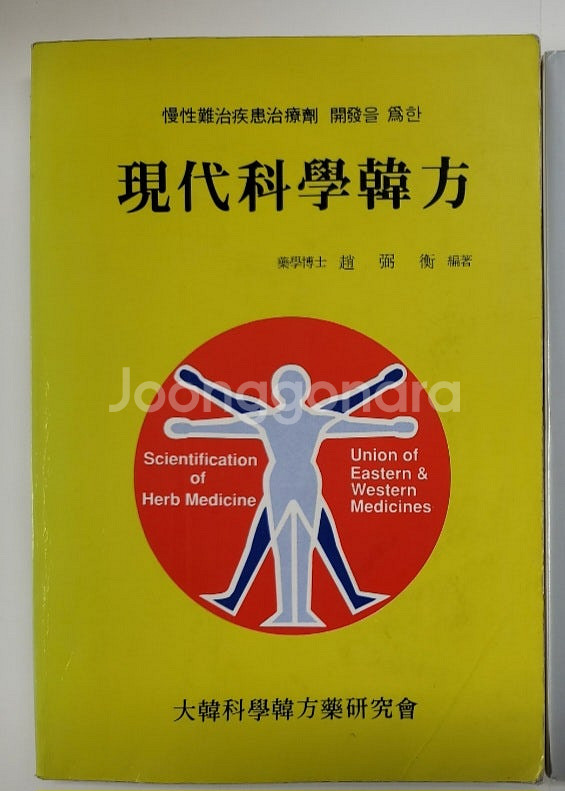 慢性難治疾患治療劑 開發을 爲한
現代科學韓方
藥學博士 趙 弼 衡 編著
Joonggonara
Scientification
of
Herb Medicine
Union of
Eastern &
Western
Medicines
大韓科學韓方藥硏究會